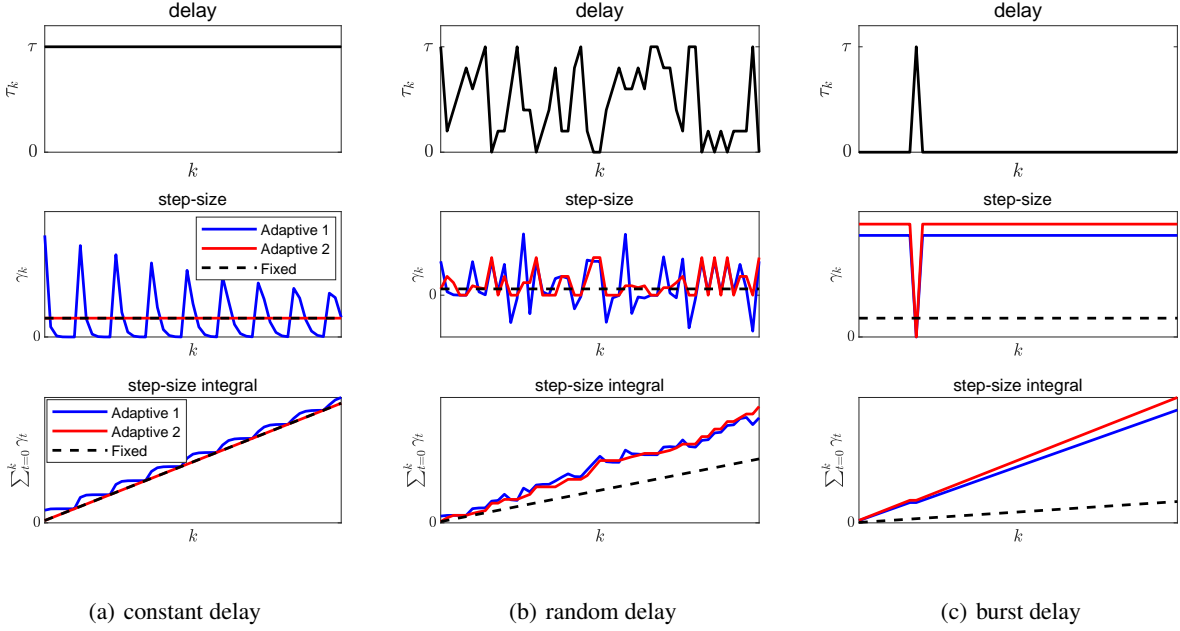 delay
τ
τ_k
0
k
step-size
Adaptive 1
Adaptive 2
Fixed
γ_k
0
k
step-size integral
Adaptive 1
Adaptive 2
Fixed
∑_{t=0}^{k} γ_t
0
k
(a) constant delay
delay
τ
τ_k
0
k
step-size
γ_k
0
k
step-size integral
∑_{t=0}^{k} γ_t
0
k
(b) random delay
delay
τ
τ_k
0
k
step-size
γ_k
0
k
step-size integral
∑_{t=0}^{k} γ_t
0
k
(c) burst delay